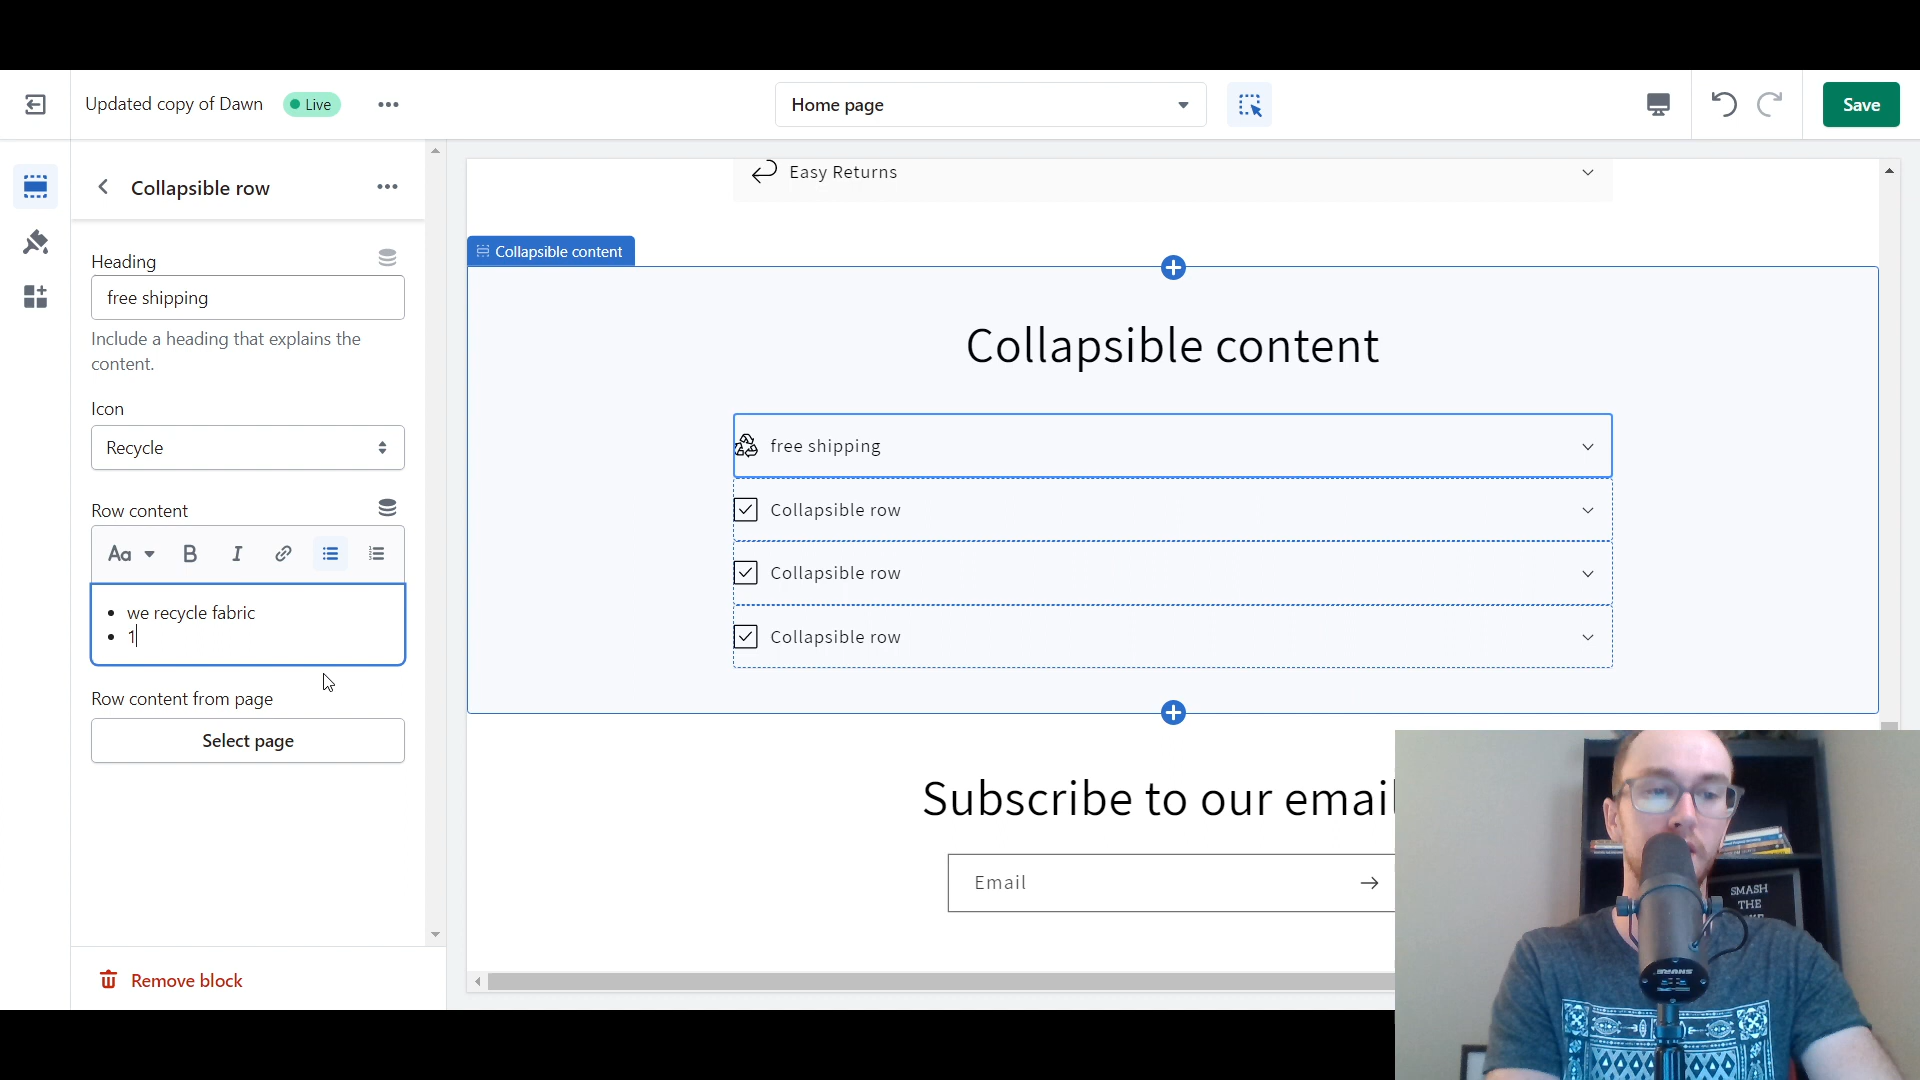 Updated copy of Dawn
Live
Home page
Save
Collapsible row
Heading
free shipping
Include a heading that explains the
content.
Icon
Recycle
Row content
Aa
B
I
• we recycle fabric
• 1
Row content from page
Select page
Remove block
Easy Returns
Collapsible content
Collapsible content
free shipping
Collapsible row
Collapsible row
Collapsible row
Subscribe to our email
Email
SMASH
THE
SHURE